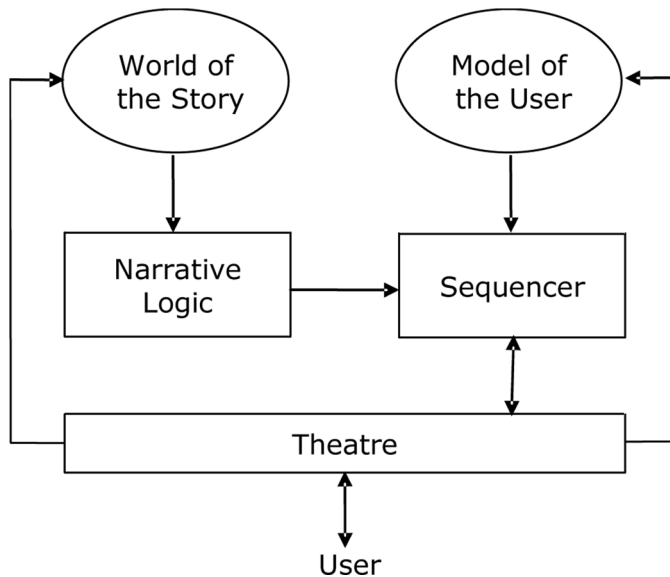 World of
the Story
Model of
the User
Narrative
Logic
Sequencer
Theatre
User